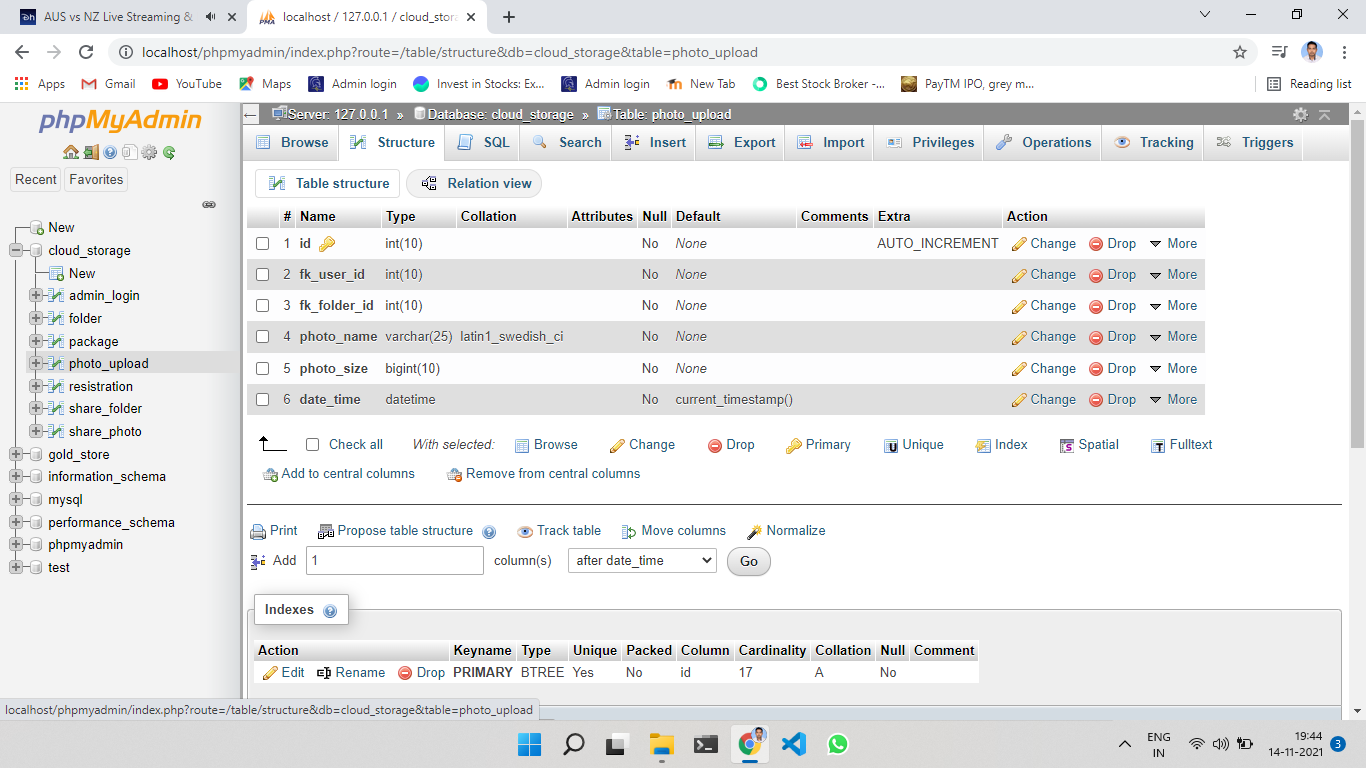 AUS vs NZ Live Streaming &
localhost / 127.0.0.1 / cloud_stora
localhost/phpmyadmin/index.php?route=/table/structure&db=cloud_storage&table=photo_upload
Apps Gmail YouTube Maps Admin login Invest in Stocks: Ex... Admin login New Tab Best Stock Broker -... PayTM IPO, grey m... Reading list
phpMyAdmin
Recent Favorites
New
cloud_storage
New
admin_login
folder
package
photo_upload
resistration
share_folder
share_photo
gold_store
information_schema
mysql
performance_schema
phpmyadmin
test
Server: 127.0.0.1 » Database: cloud_storage » Table: photo_upload
Browse Structure SQL Search Insert Export Import Privileges Operations Tracking Triggers
Table structure Relation view
# Name Type Collation Attributes Null Default Comments Extra Action
1 id int(10) No None AUTO_INCREMENT Change Drop More
2 fk_user_id int(10) No None Change Drop More
3 fk_folder_id int(10) No None Change Drop More
4 photo_name varchar(25) latin1_swedish_ci No None Change Drop More
5 photo_size bigint(10) No None Change Drop More
6 date_time datetime No current_timestamp() Change Drop More
Check all With selected: Browse Change Drop Primary Unique Index Spatial Fulltext
Add to central columns Remove from central columns
Print Propose table structure Track table Move columns Normalize
Add 1 column(s) after date_time Go
Indexes
Action Keyname Type Unique Packed Column Cardinality Collation Null Comment
Edit Rename Drop PRIMARY BTREE Yes No id 17 A No
localhost/phpmyadmin/index.php?route=/table/structure&db=cloud_storage&table=photo_upload
ENG
IN
19:44
14-11-2021
3